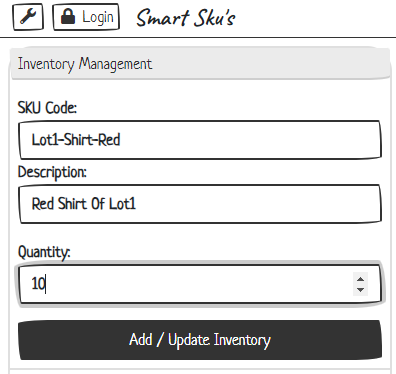 Login Smart Sku's
Inventory Management
SKU Code:
Lot1-Shirt-Red
Description:
Red Shirt Of Lot1
Quantity:
10
Add / Update Inventory